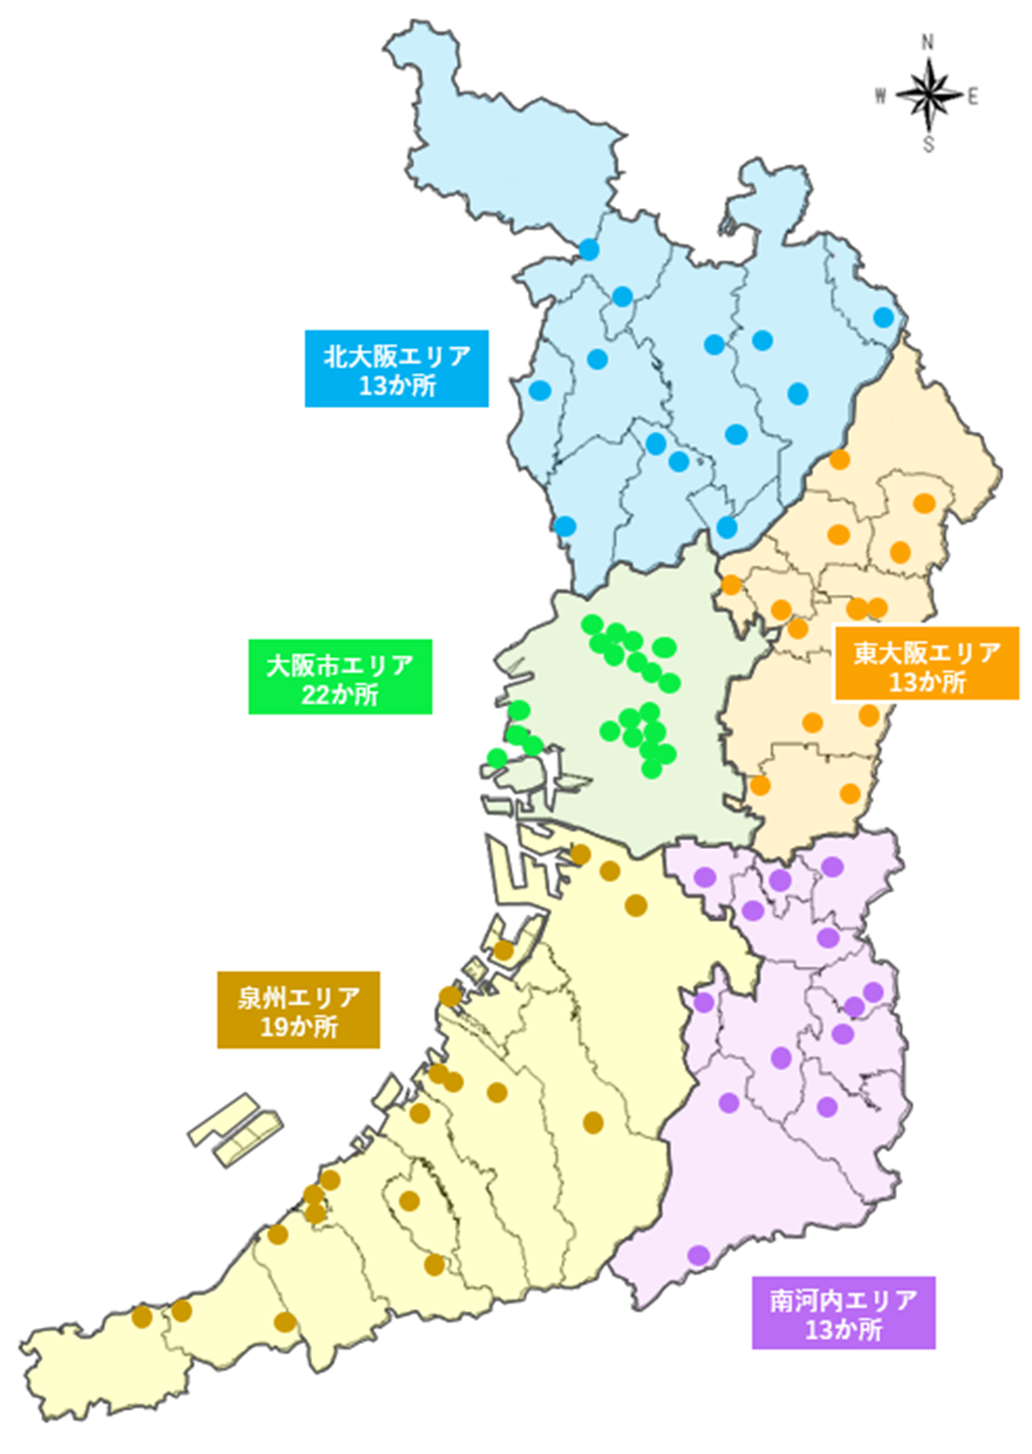 N
W E
S
北大阪エリア
13か所
大阪市エリア
22か所
東大阪エリア
13か所
泉州エリア
19か所
南河内エリア
13か所